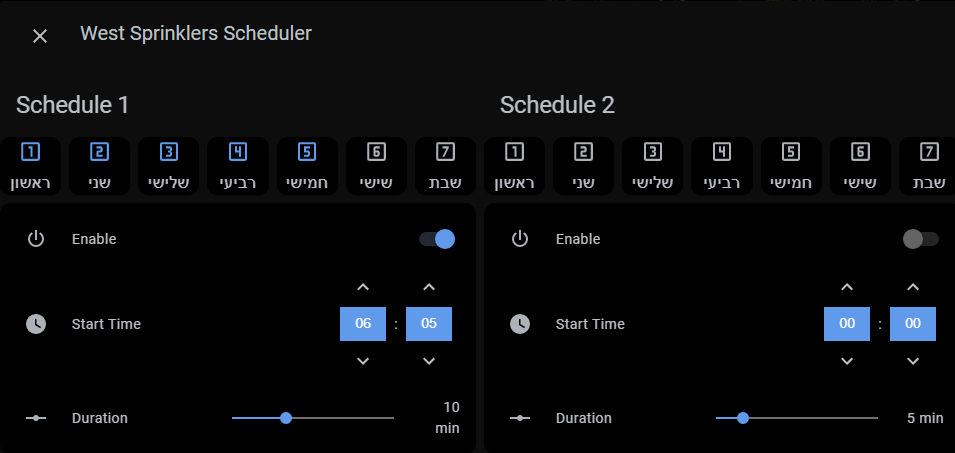 West Sprinklers Scheduler
Schedule 1
1 2 3 4 5 6 7
ראשון שני שלישי רביעי חמישי שישי שבת
Enable
Start Time 06 : 05
Duration 10 min
Schedule 2
1 2 3 4 5 6 7
ראשון שני שלישי רביעי חמישי שישי שבת
Enable
Start Time 00 : 00
Duration 5 min